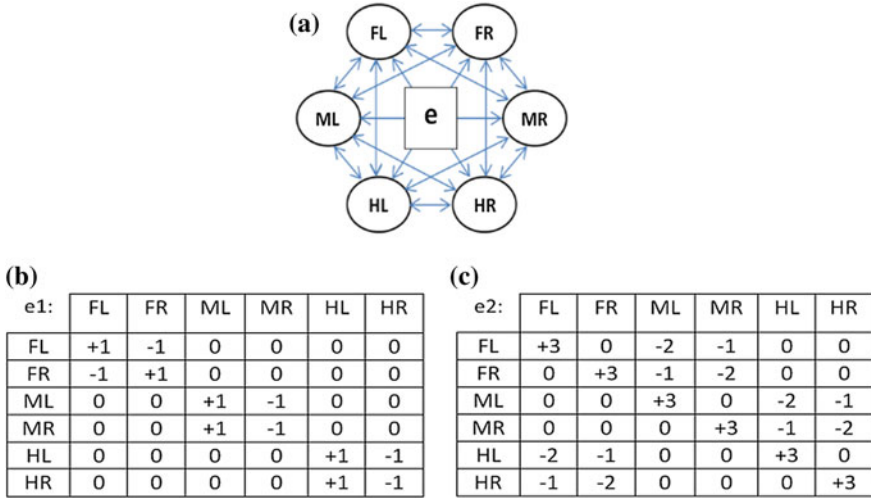 (a)
FL FR
ML e MR
HL HR
(b)
e1: FL FR ML MR HL HR
FL +1 -1 0 0 0 0
FR -1 +1 0 0 0 0
ML 0 0 +1 -1 0 0
MR 0 0 +1 -1 0 0
HL 0 0 0 0 +1 -1
HR 0 0 0 0 +1 -1
(c)
e2: FL FR ML MR HL HR
FL +3 0 -2 -1 0 0
FR 0 +3 -1 -2 0 0
ML 0 0 +3 0 -2 -1
MR 0 0 0 +3 -1 -2
HL -2 -1 0 0 +3 0
HR -1 -2 0 0 0 +3